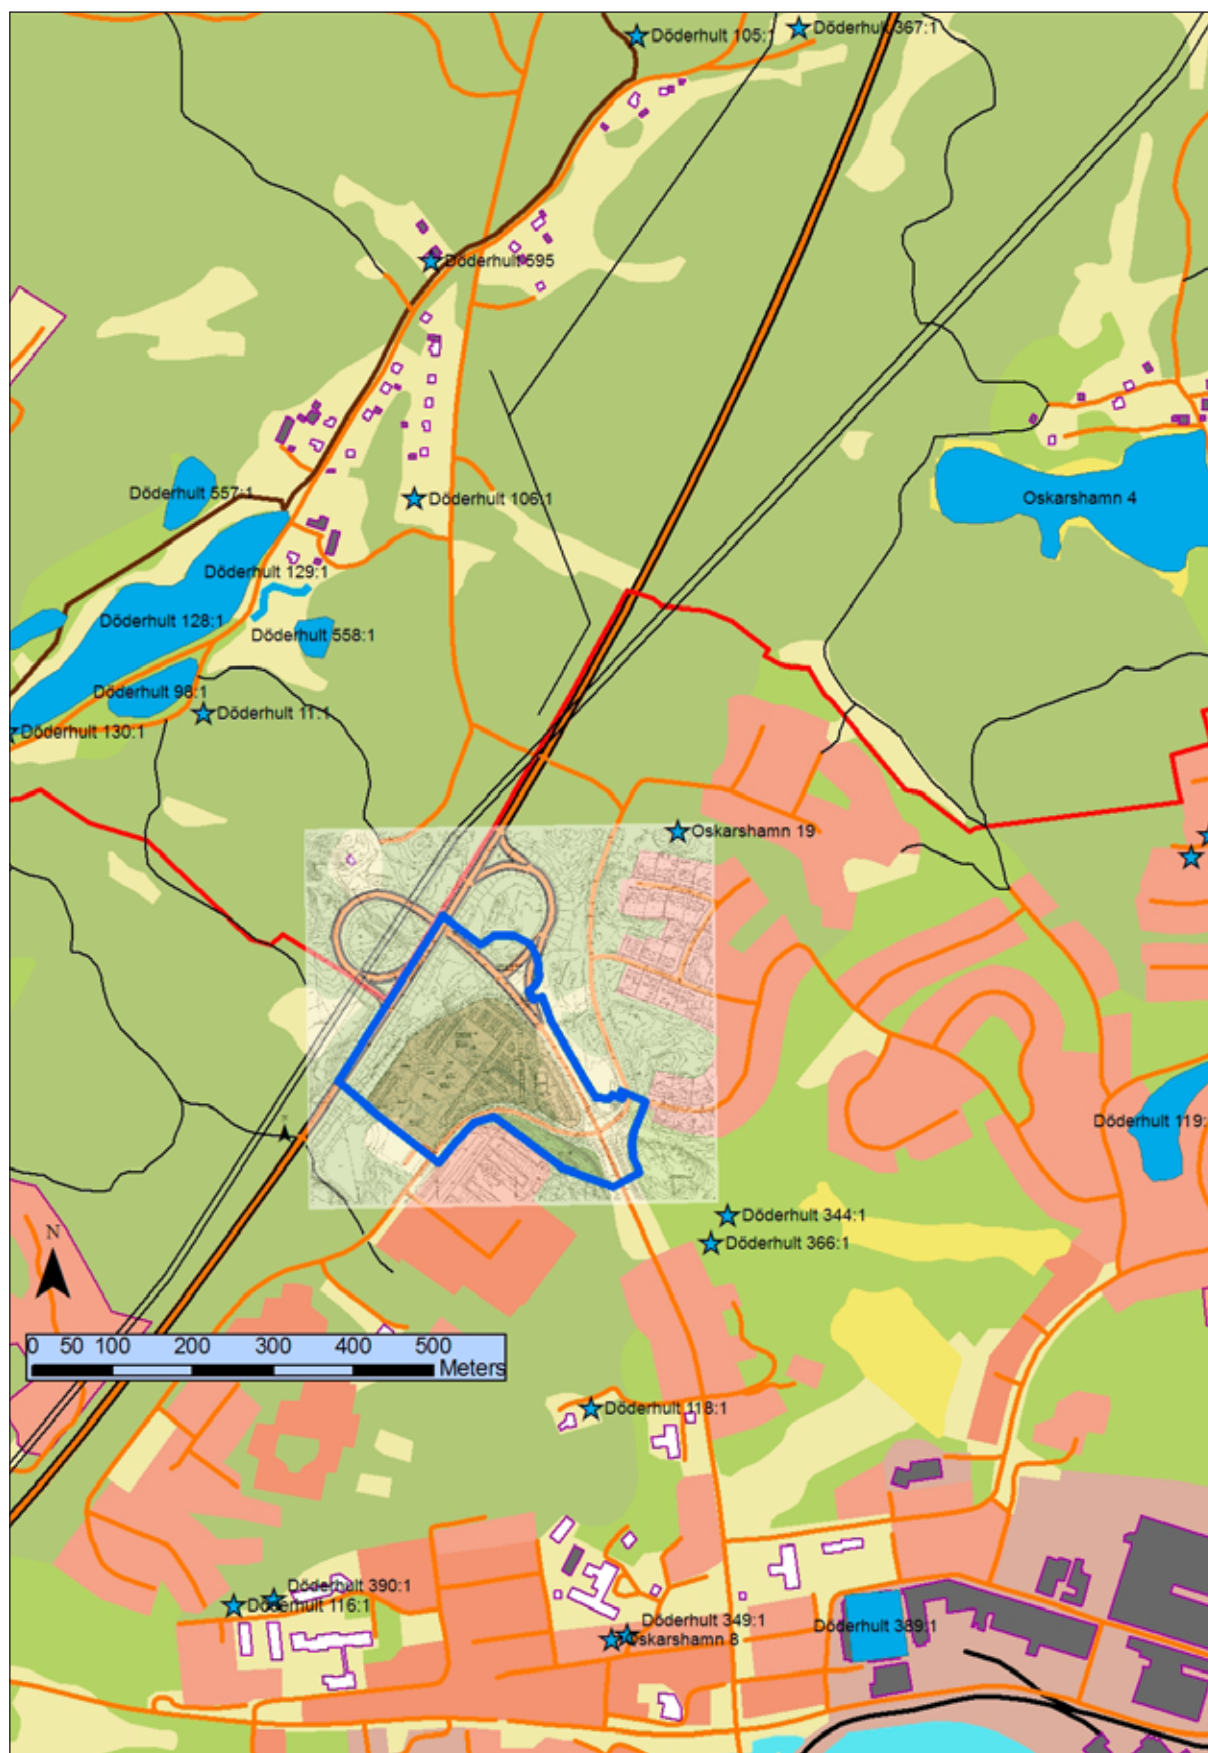 Döderhult 105:1
Döderhult 367:1
Döderhult 595
Döderhult 557:1
Döderhult 106:1
Oskarshamn 4
Döderhult 129:1
Döderhult 128:1
Döderhult 558:1
Döderhult 98:1
Döderhult 11:1
Döderhult 130:1
Oskarshamn 19
Döderhult 119:
Döderhult 344:1
Döderhult 366:1
N
0 50 100 200 300 400 500
Meters
Döderhult 118:1
Döderhult 390:1
Döderhult 116:1
Döderhult 349:1
Oskarshamn 8
Döderhult 389:1